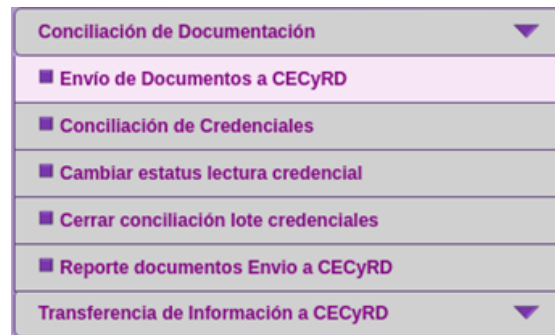 Conciliación de Documentación
Envío de Documentos a CECyRD
Conciliación de Credenciales
Cambiar estatus lectura credencial
Cerrar conciliación lote credenciales
Reporte documentos Envio a CECyRD
Transferencia de Información a CECyRD